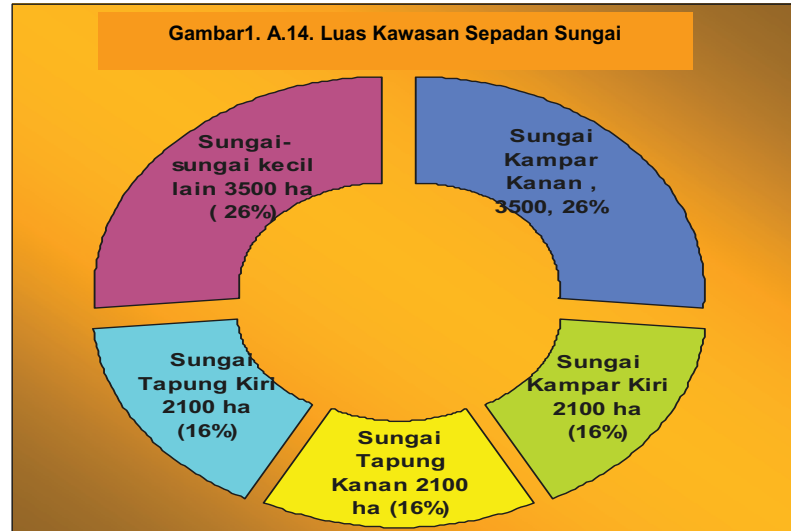 Gambar1. A.14. Luas Kawasan Sepadan Sungai
Sungai-
sungai kecil
lain 3500 ha
( 26%)
Sungai
Kampar
Kanan ,
3500, 26%
Sungai
Tapung Kiri
2100 ha
(16%)
Sungai
Kampar Kiri
2100 ha
(16%)
Sungai
Tapung
Kanan 2100
ha (16%)